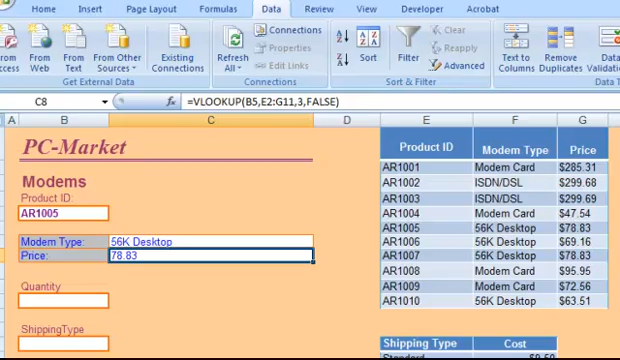 Home Insert Page Layout Formulas Data Review View Developer Acrobat
From Access From Web From Text From Other Sources Existing Connections Refresh All Connections Properties Edit Links Sort Filter Clear Reapply Advanced Text to Columns Remove Duplicates
Get External Data Connections Sort & Filter
C8 fx =VLOOKUP(B5,E2:G11,3,FALSE)
A B C D E F G
PC-Market
Product ID Modem Type Price
AR1001 Modem Card $285.31
Modems AR1002 ISDN/DSL $299.68
Product ID: AR1003 ISDN/DSL $299.69
AR1005 AR1004 Modem Card $47.54
AR1005 56K Desktop $78.83
Modem Type: 56K Desktop AR1006 56K Desktop $69.16
Price: 78.83 AR1007 56K Desktop $78.83
AR1008 Modem Card $95.95
Quantity AR1009 Modem Card $72.56
AR1010 56K Desktop $63.51
ShippingType
Shipping Type Cost
Standard $9.50